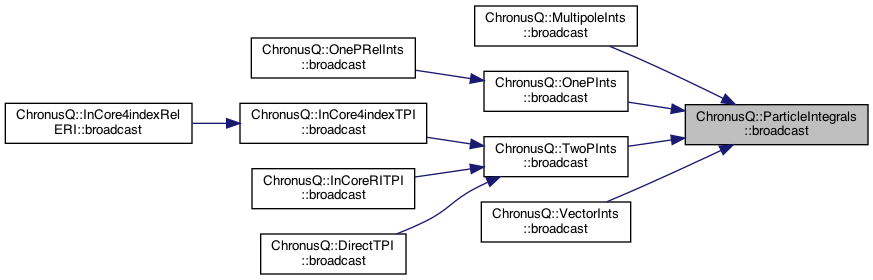 ChronusQ::MultipoleInts
::broadcast
ChronusQ::OnePRelInts
::broadcast
ChronusQ::OnePInts
::broadcast
ChronusQ::InCore4indexRel
ERI::broadcast
ChronusQ::InCore4indexTPI
::broadcast
ChronusQ::ParticleIntegrals
::broadcast
ChronusQ::TwoPInts
::broadcast
ChronusQ::InCoreRITPI
::broadcast
ChronusQ::VectorInts
::broadcast
ChronusQ::DirectTPI
::broadcast